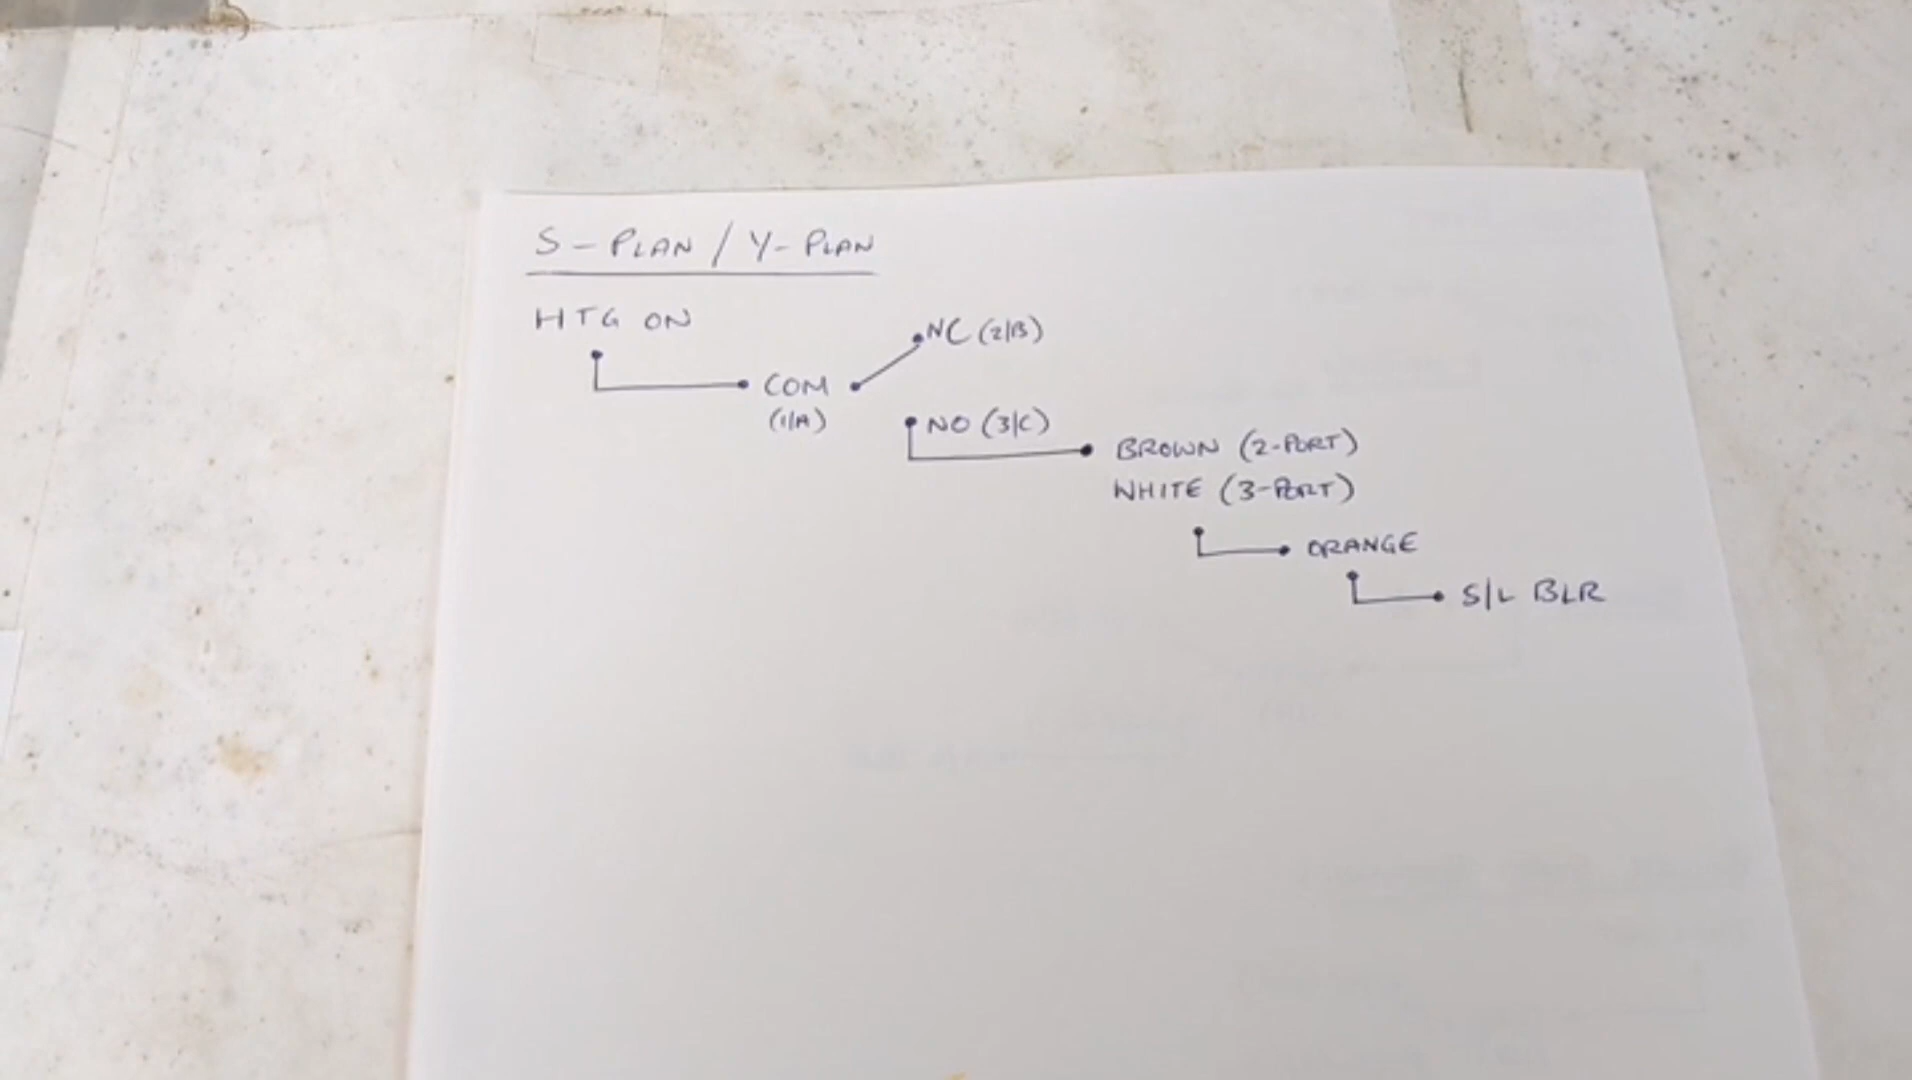 S-PLAN / Y-PLAN
HTG ON
NC (2/B)
COM
(1/A)
NO (3/C)
BROWN (2-PORT)
WHITE (3-PORT)
ORANGE
S/L BLR